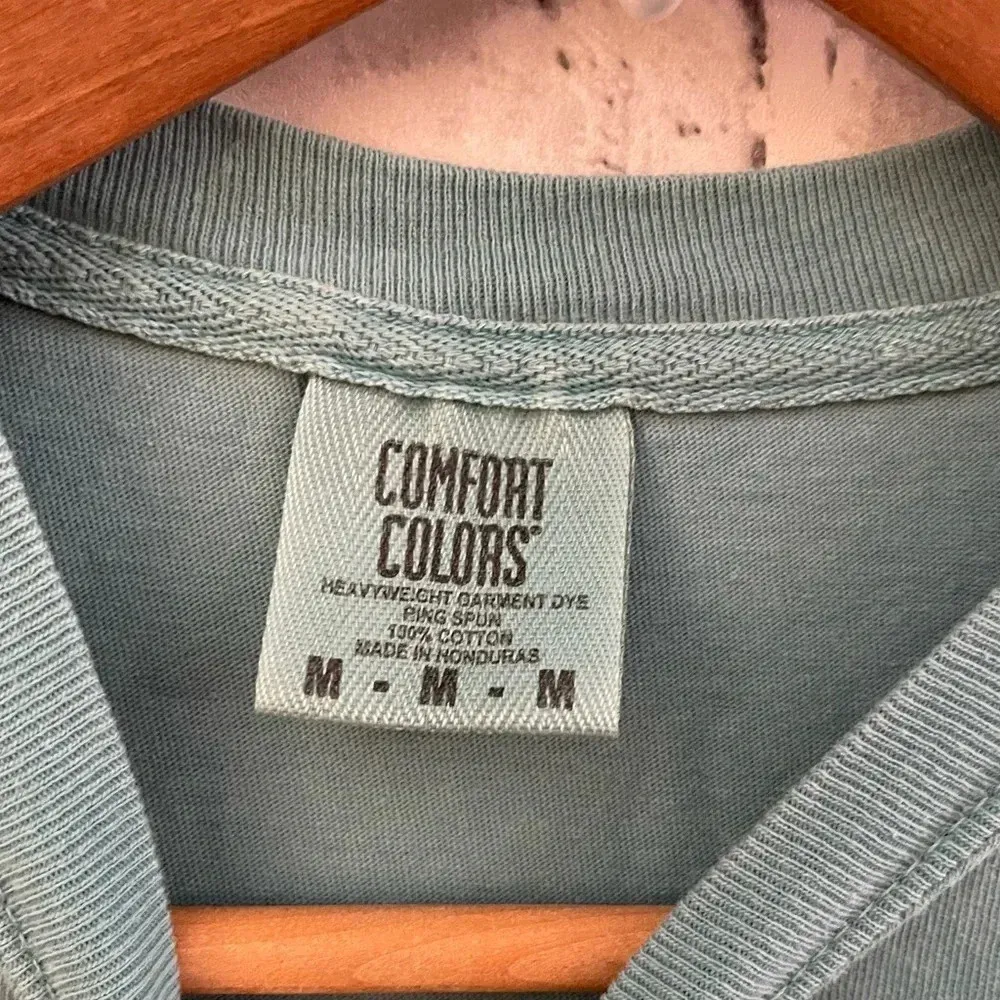 COMFORT
COLORS®
HEAVYWEIGHT GARMENT DYE
RING SPUN
100% COTTON
MADE IN HONDURAS
M - M - M